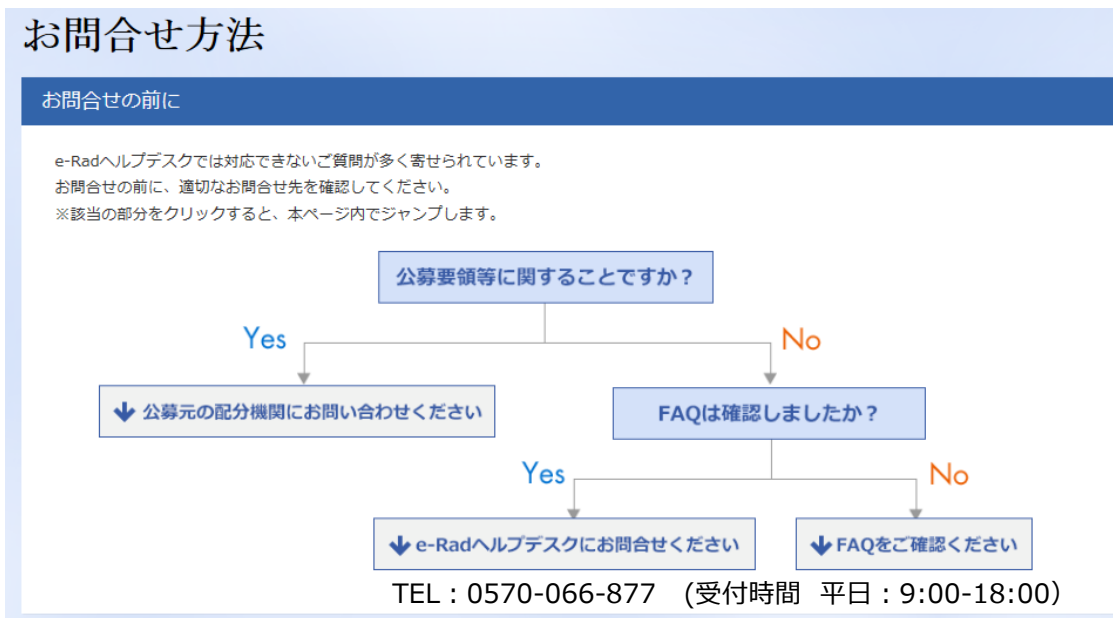 お問合せ方法
お問合せの前に
e-Radヘルプデスクでは対応できないご質問が多く寄せられています。
お問合せの前に、適切なお問合せ先を確認してください。
※該当の部分をクリックすると、本ページ内でジャンプします。
公募要領等に関することですか？
Yes
No
公募元の配分機関にお問い合わせください
FAQは確認しましたか？
Yes
No
e-Radヘルプデスクにお問合せください
FAQをご確認ください
TEL：0570-066-877 (受付時間 平日：9:00-18:00）